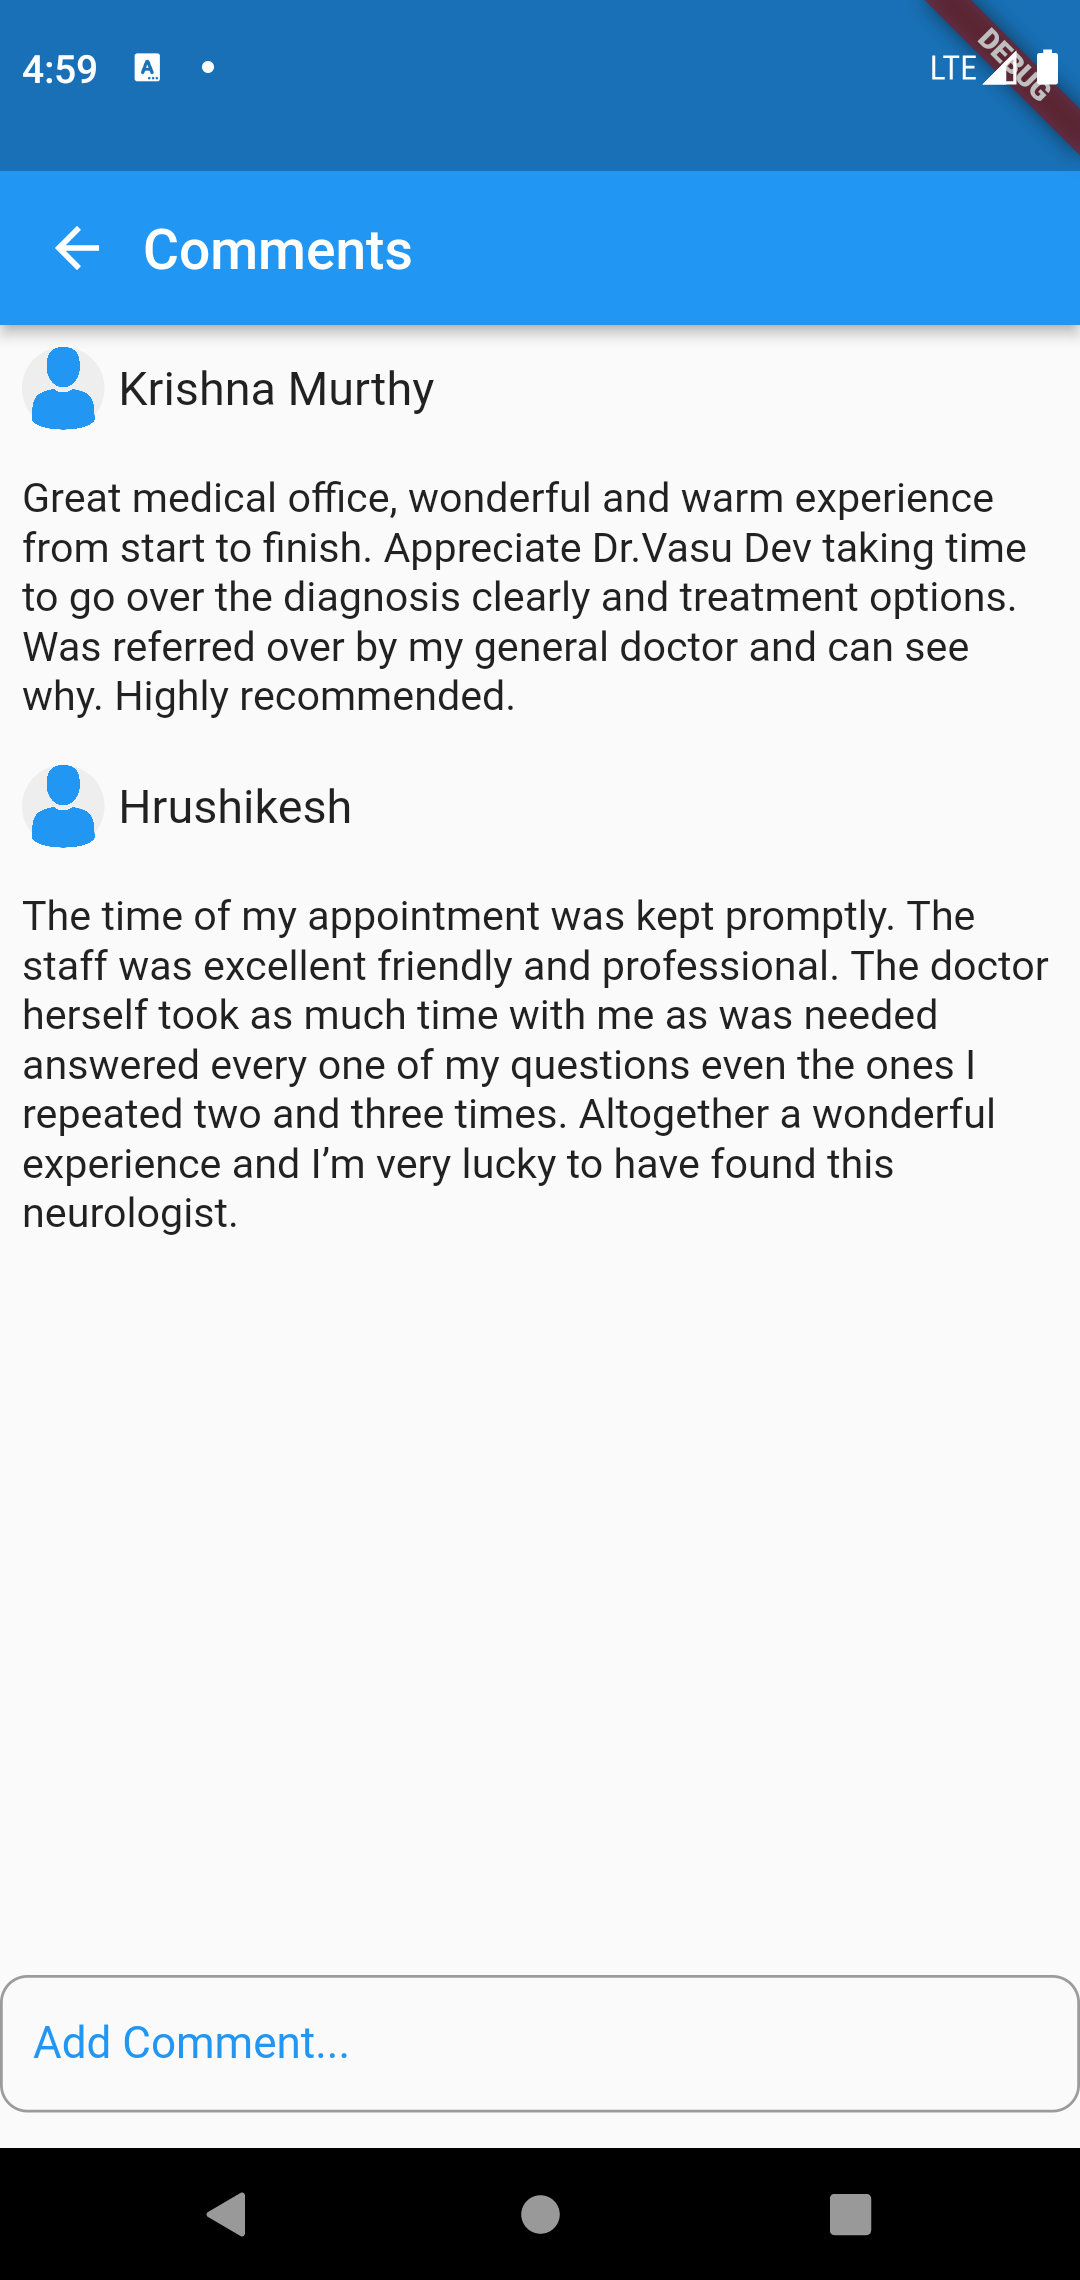 4:59
LTE
DEBUG
Comments
Krishna Murthy
Great medical office, wonderful and warm experience
from start to finish. Appreciate Dr.Vasu Dev taking time
to go over the diagnosis clearly and treatment options.
Was referred over by my general doctor and can see
why. Highly recommended.
Hrushikesh
The time of my appointment was kept promptly. The
staff was excellent friendly and professional. The doctor
herself took as much time with me as was needed
answered every one of my questions even the ones I
repeated two and three times. Altogether a wonderful
experience and I’m very lucky to have found this
neurologist.
Add Comment...